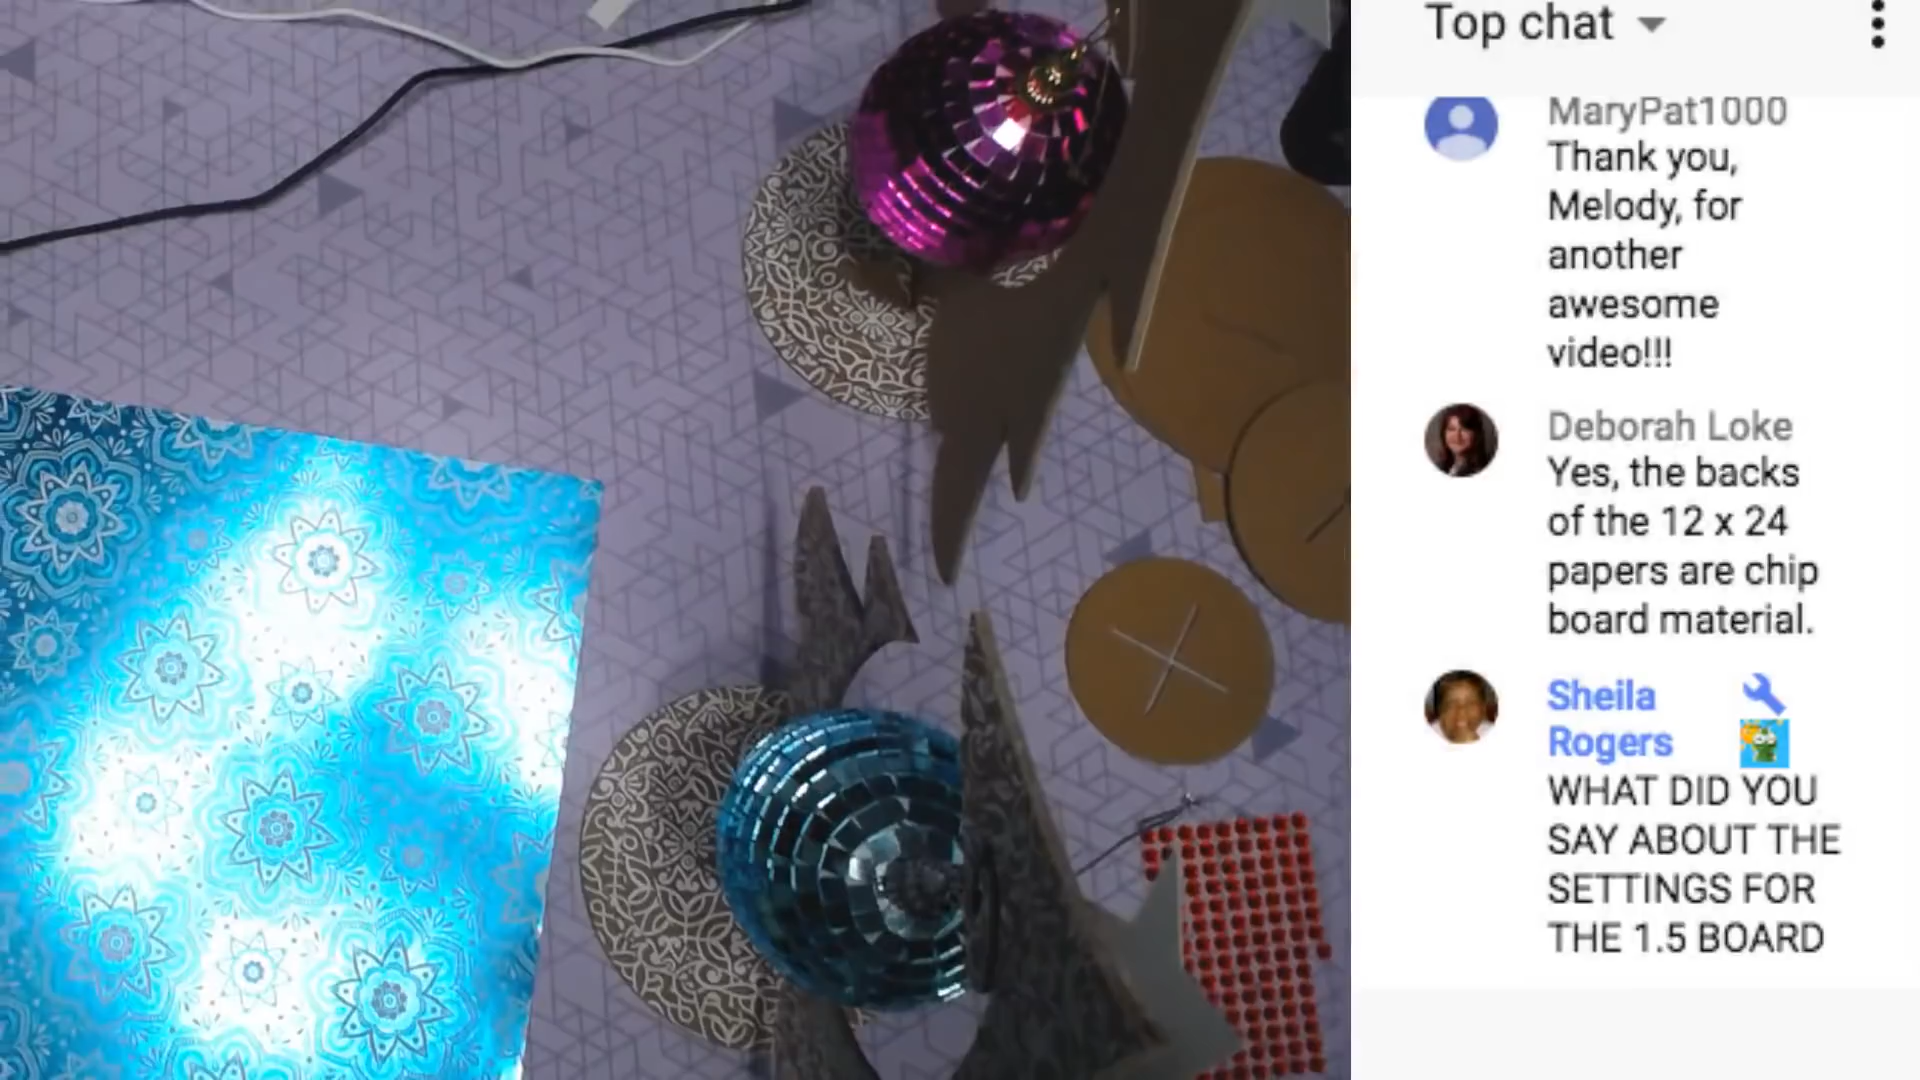 Top chat
MaryPat1000
Thank you,
Melody, for
another
awesome
video!!!
Deborah Loke
Yes, the backs
of the 12 x 24
papers are chip
board material.
Sheila
Rogers
WHAT DID YOU
SAY ABOUT THE
SETTINGS FOR
THE 1.5 BOARD